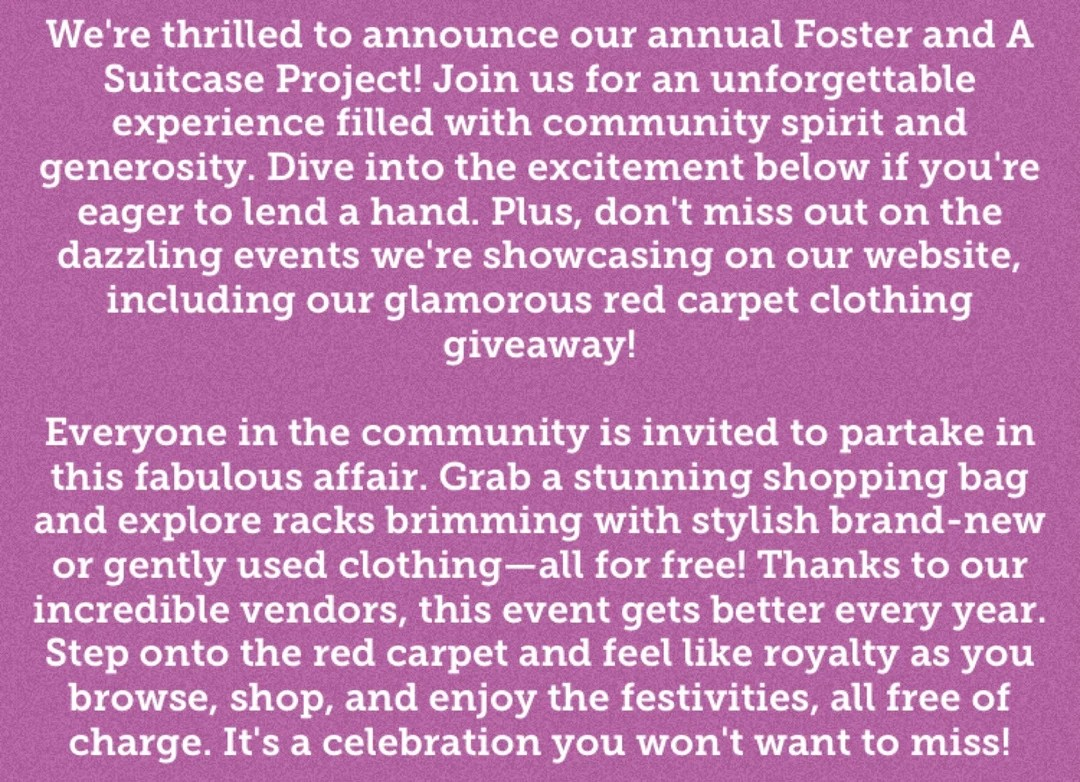 We're thrilled to announce our annual Foster and A
Suitcase Project! Join us for an unforgettable
experience filled with community spirit and
generosity. Dive into the excitement below if you're
eager to lend a hand. Plus, don't miss out on the
dazzling events we're showcasing on our website,
including our glamorous red carpet clothing
giveaway!
Everyone in the community is invited to partake in
this fabulous affair. Grab a stunning shopping bag
and explore racks brimming with stylish brand-new
or gently used clothing—all for free! Thanks to our
incredible vendors, this event gets better every year.
Step onto the red carpet and feel like royalty as you
browse, shop, and enjoy the festivities, all free of
charge. It's a celebration you won't want to miss!